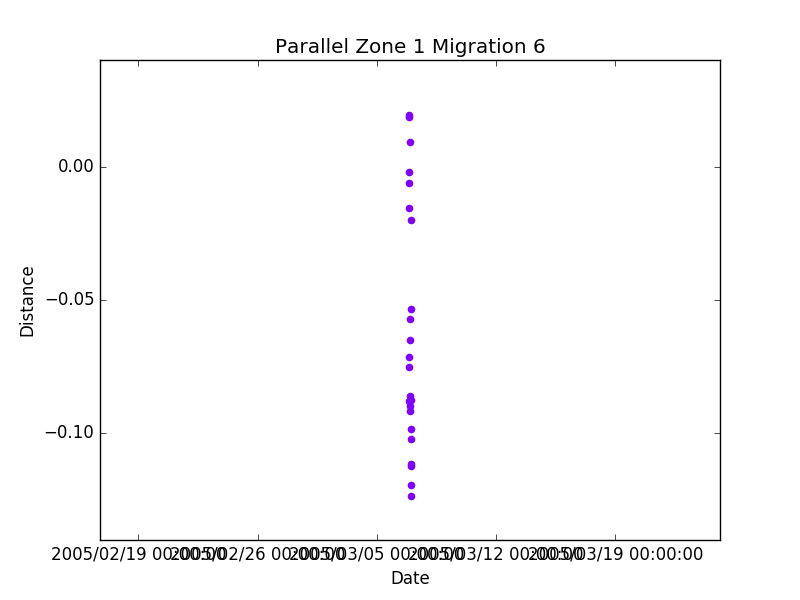 Parallel Zone 1 Migration 6
0.00
−0.05
−0.10
Distance
2005/02/19 00:00:00
2005/02/26 00:00:00
2005/03/05 00:00:00
2005/03/12 00:00:00
2005/03/19 00:00:00
Date